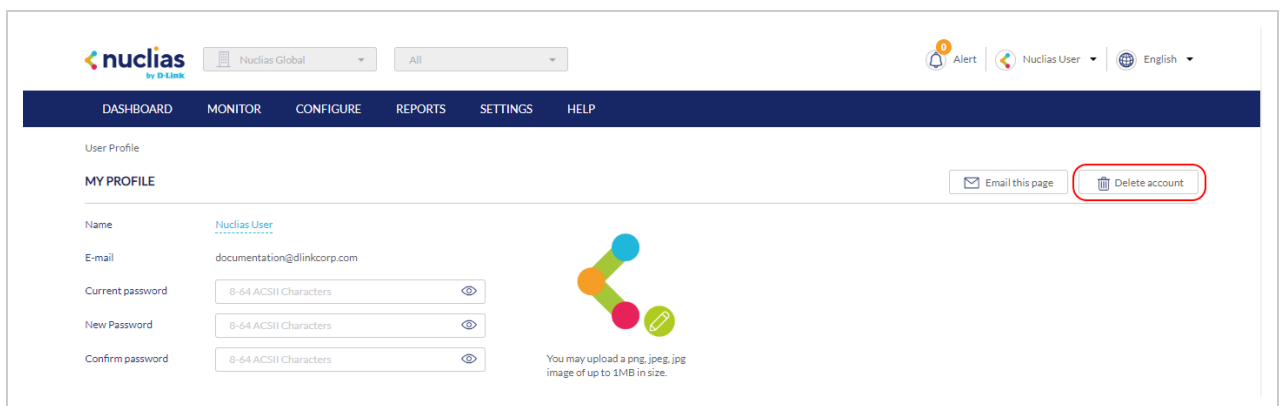 nuclias
by D-Link
Nuclias Global
All
0
Alert
Nuclias User
English
DASHBOARD MONITOR CONFIGURE REPORTS SETTINGS HELP
User Profile
MY PROFILE
Email this page
Delete account
Name Nuclias User
E-mail documentation@dlinkcorp.com
Current password 8-64 ACSII Characters
New Password 8-64 ACSII Characters
Confirm password 8-64 ACSII Characters
You may upload a png, jpeg, jpg
image of up to 1MB in size.